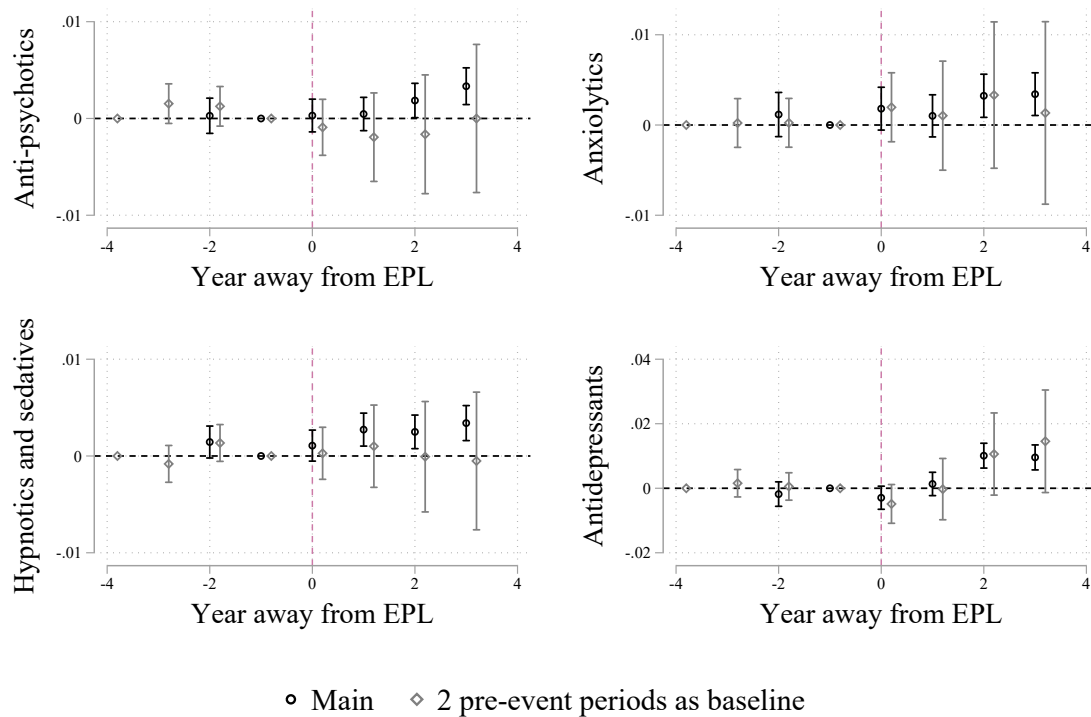 Anti-psychotics
.01
0
-.01
-4 -2 0 2 4
Year away from EPL
Anxiolytics
.01
0
-.01
-4 -2 0 2 4
Year away from EPL
Hypnotics and sedatives
.01
0
-.01
-4 -2 0 2 4
Year away from EPL
Antidepressants
.04
.02
0
-.02
-4 -2 0 2 4
Year away from EPL
Main 2 pre-event periods as baseline